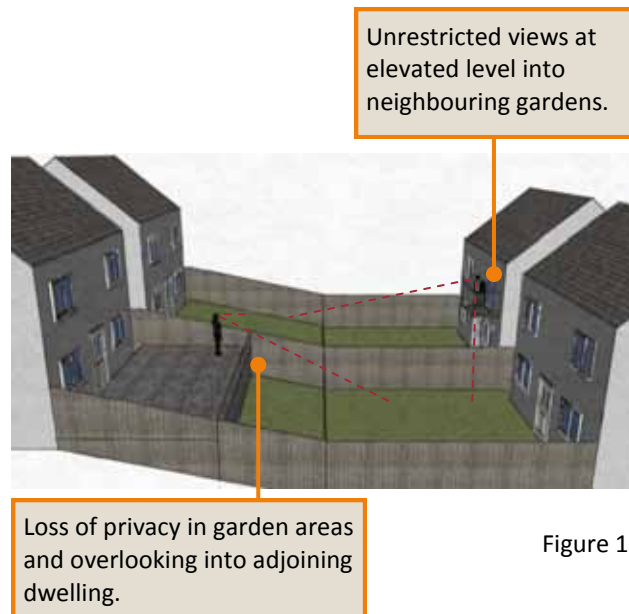 Unrestricted views at
elevated level into
neighbouring gardens.
Loss of privacy in garden areas
and overlooking into adjoining
dwelling.
Figure 1